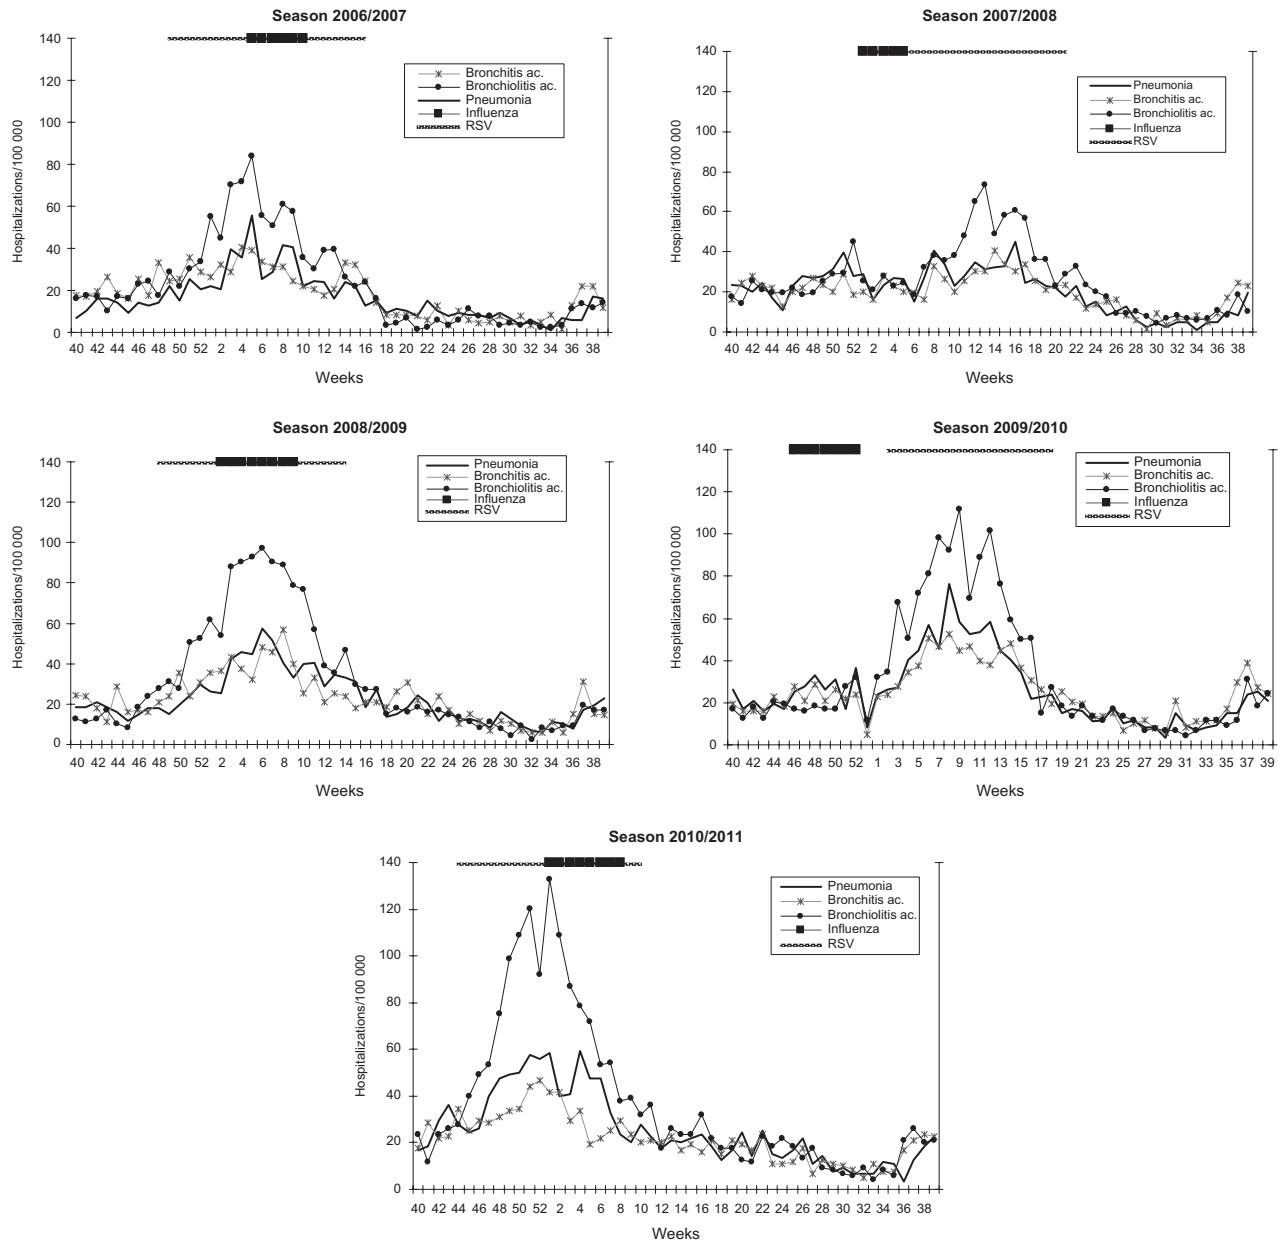 Season 2006/2007
140
120
100
80
60
40
20
0
Hospitalizations/100 000
Bronchitis ac.
Bronchiolitis ac.
Pneumonia
Influenza
RSV
40 42 44 46 48 50 52 2 4 6 8 10 12 14 16 18 20 22 24 26 28 30 32 34 36 38
Weeks
Season 2007/2008
140
120
100
80
60
40
20
0
Hospitalizations/100 000
Pneumonia
Bronchitis ac.
Bronchiolitis ac.
Influenza
RSV
40 42 44 46 48 50 52 2 4 6 8 10 12 14 16 18 20 22 24 26 28 30 32 34 36 38
Weeks
Season 2008/2009
140
120
100
80
60
40
20
0
Hospitalizations/100 000
Pneumonia
Bronchitis ac.
Bronchiolitis ac.
Influenza
RSV
40 42 44 46 48 50 52 2 4 6 8 10 12 14 16 18 20 22 24 26 28 30 32 34 36 38
Weeks
Season 2009/2010
140
120
100
80
60
40
20
0
Hospitalizations/100 000
Pneumonia
Bronchitis ac.
Bronchiolitis ac.
Influenza
RSV
40 42 44 46 48 50 52 1 3 5 7 9 11 13 15 17 19 21 23 25 27 29 31 33 35 37 39
Weeks
Season 2010/2011
140
120
100
80
60
40
20
0
Hospitalizations/100 000
Pneumonia
Bronchitis ac.
Bronchiolitis ac.
Influenza
RSV
40 42 44 46 48 50 52 2 4 6 8 10 12 14 16 18 20 22 24 26 28 30 32 34 36 38
Weeks